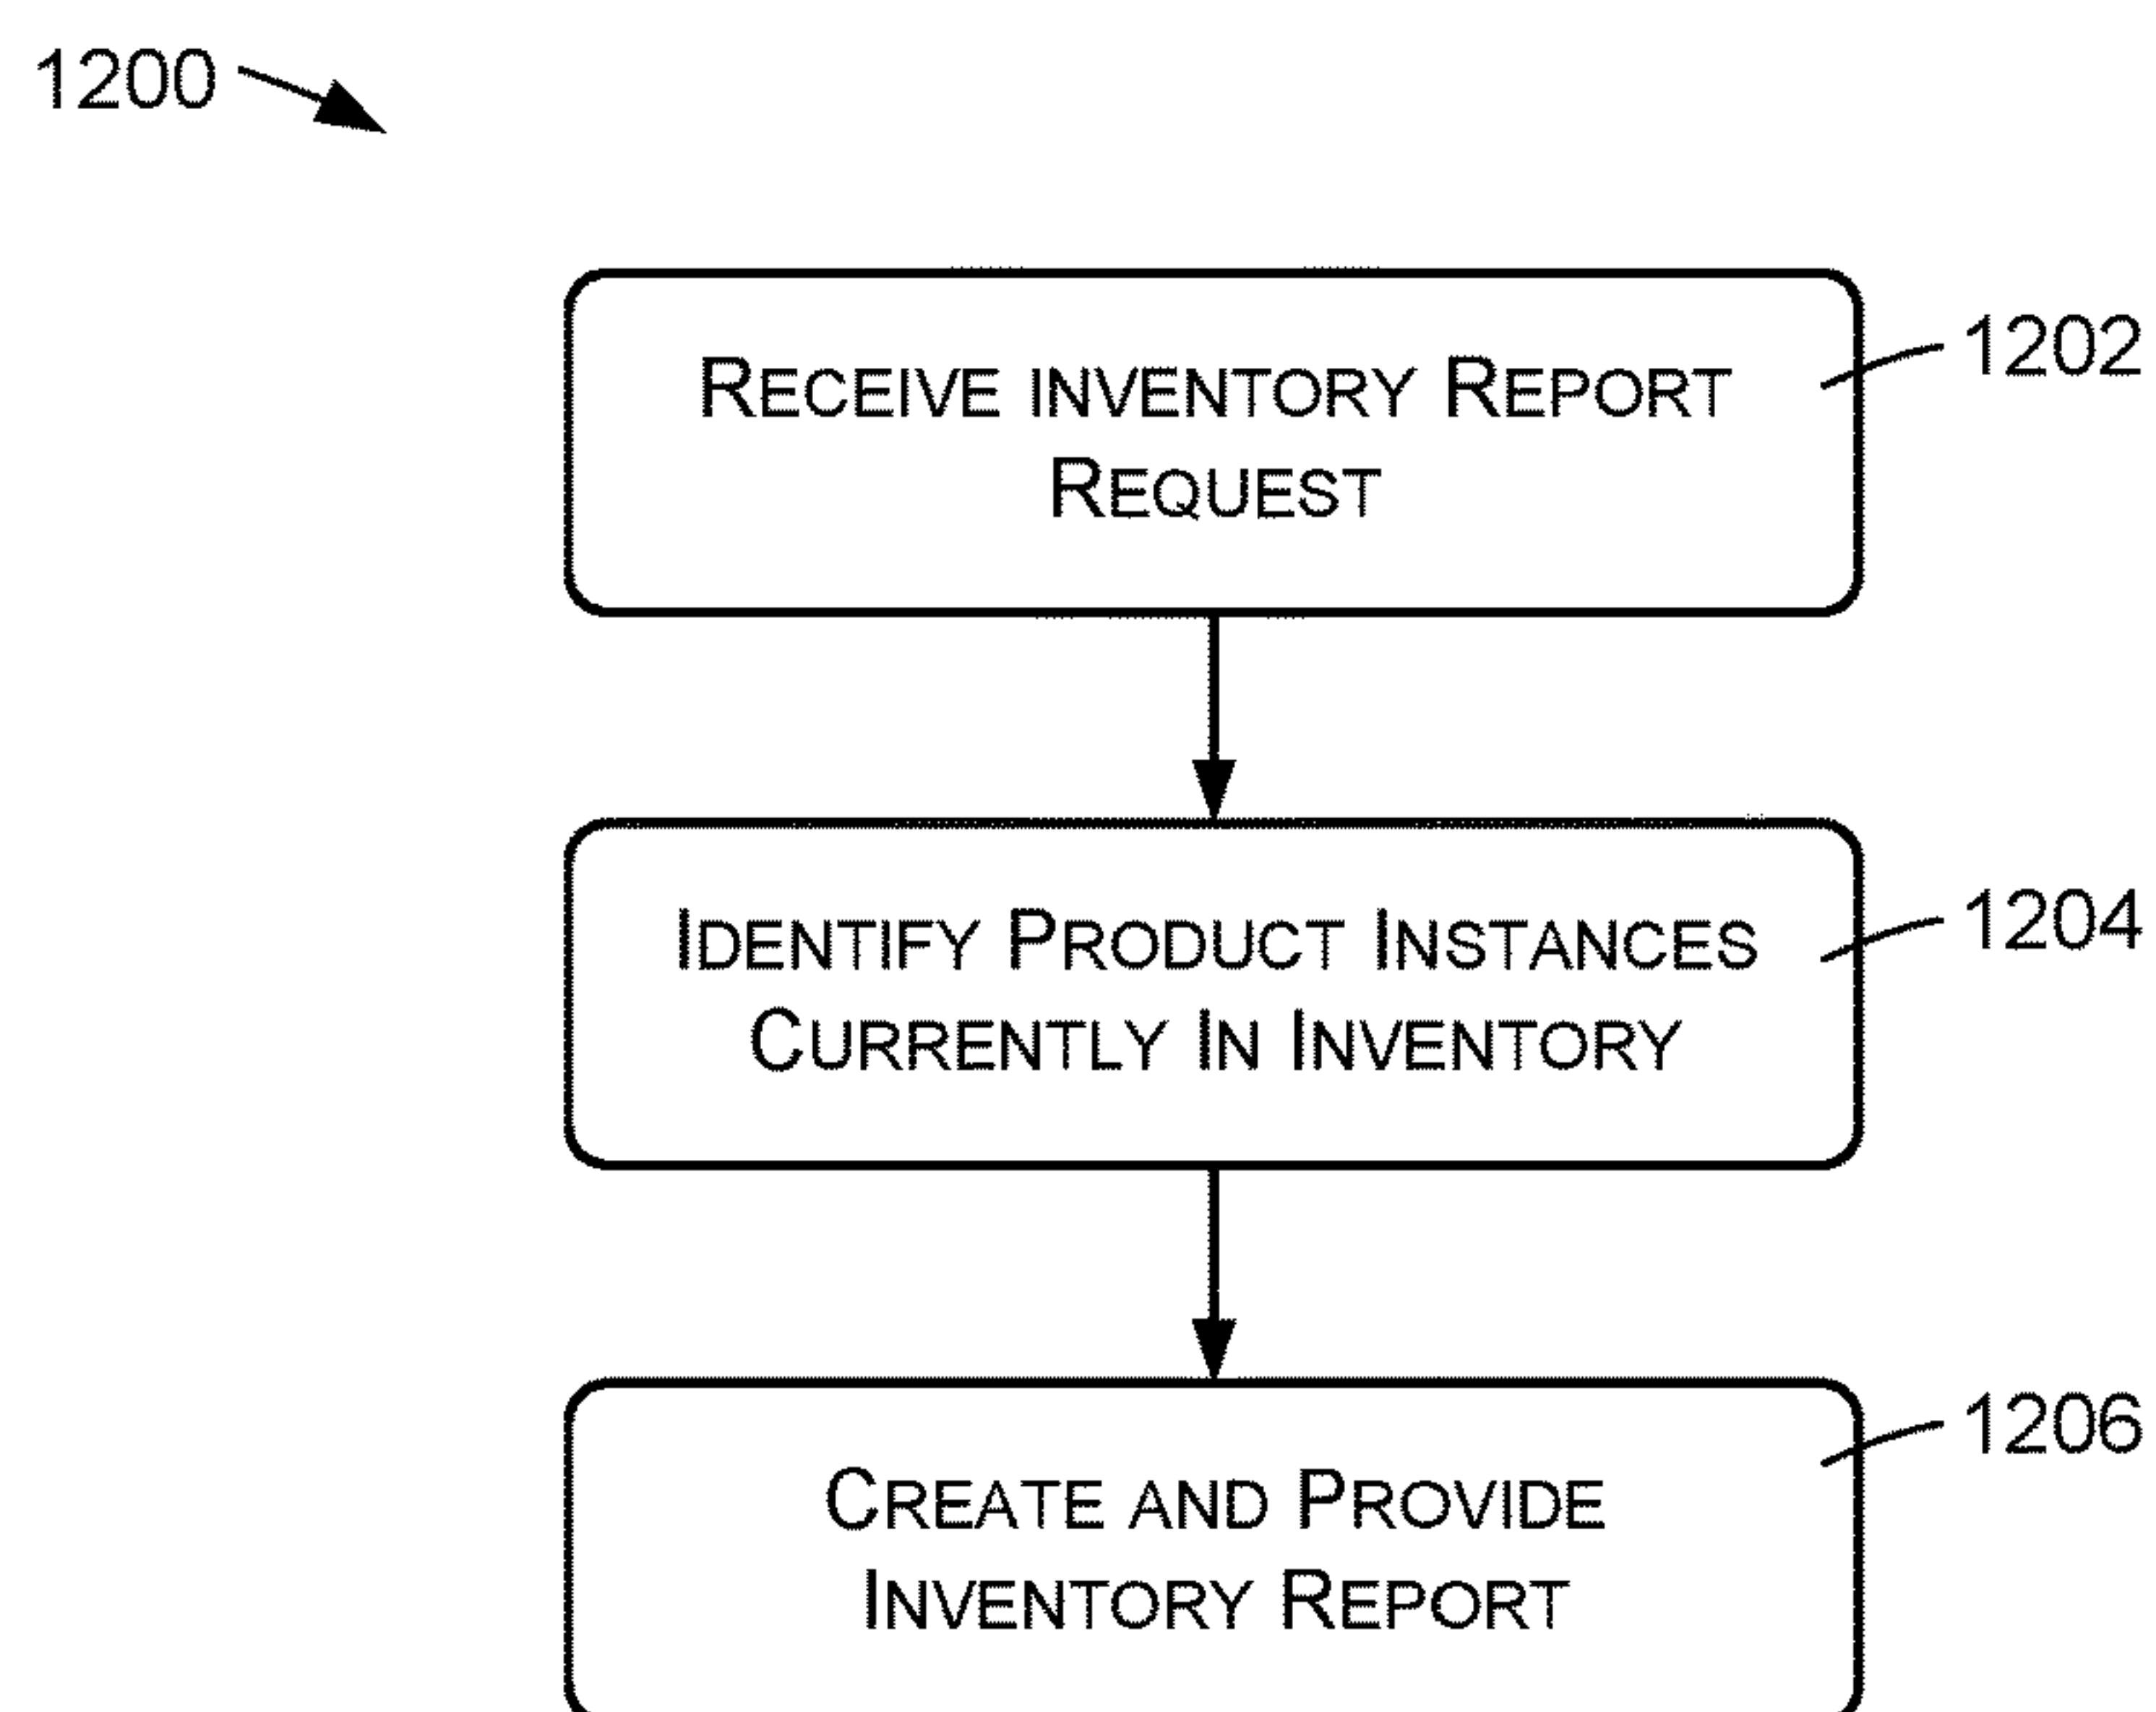 1200
RECEIVE INVENTORY REPORT
REQUEST
1202
IDENTIFY PRODUCT INSTANCES
CURRENTLY IN INVENTORY
1204
CREATE AND PROVIDE
INVENTORY REPORT
1206